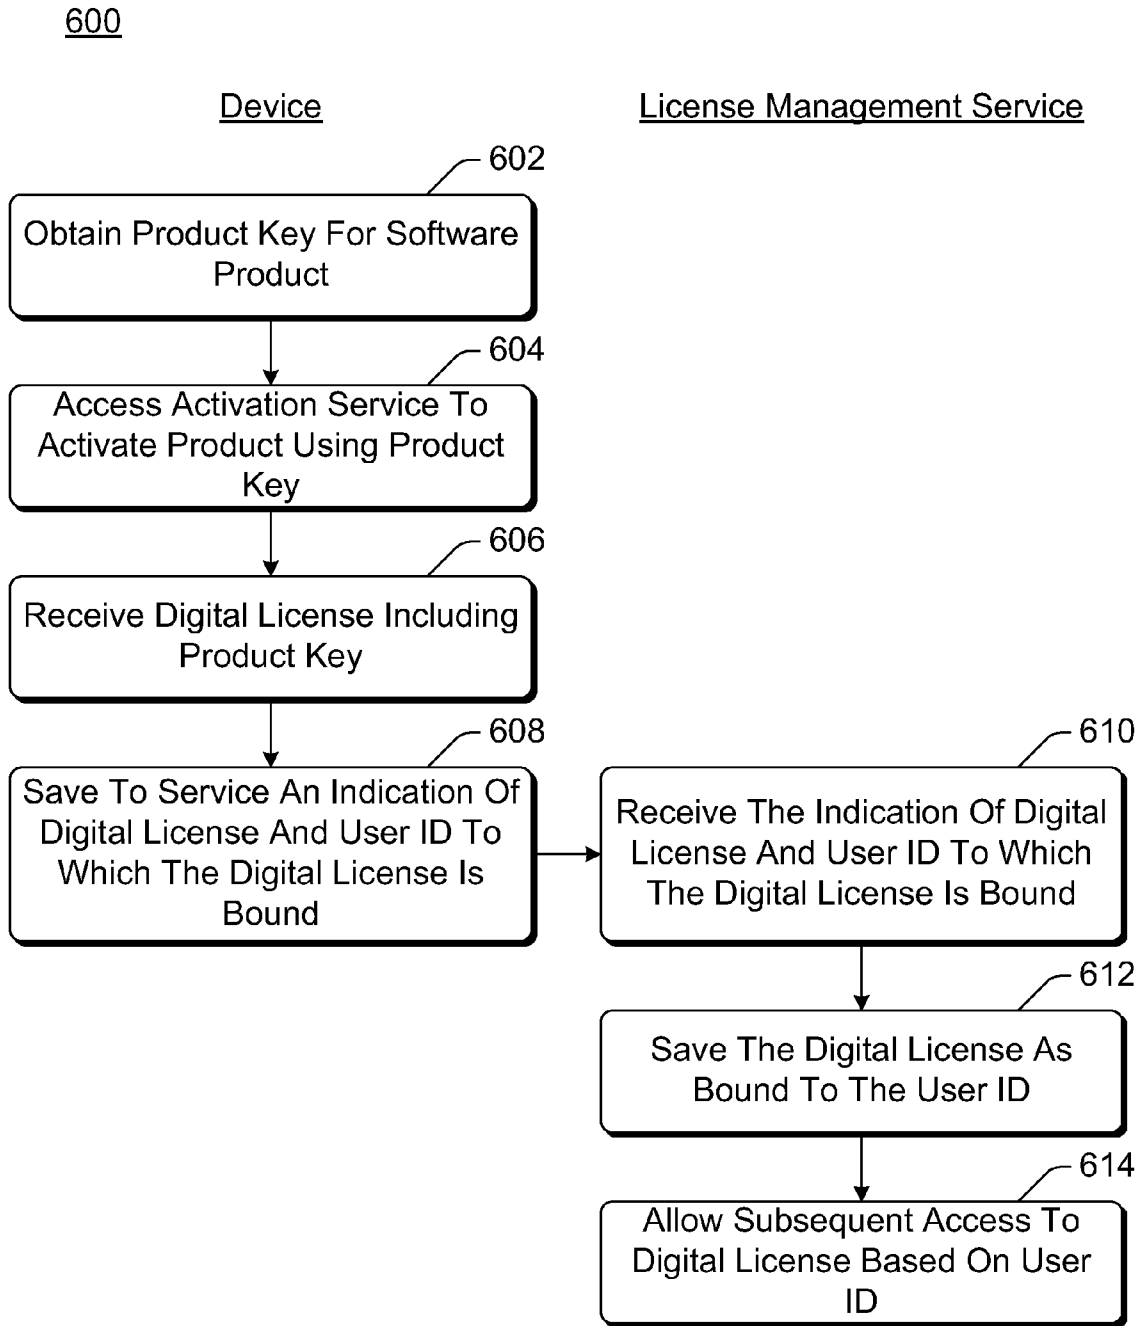 600
Device
License Management Service
602
Obtain Product Key For Software
Product
604
Access Activation Service To
Activate Product Using Product
Key
606
Receive Digital License Including
Product Key
608
Save To Service An Indication Of
Digital License And User ID To
Which The Digital License Is
Bound
610
Receive The Indication Of Digital
License And User ID To Which
The Digital License Is Bound
612
Save The Digital License As
Bound To The User ID
614
Allow Subsequent Access To
Digital License Based On User
ID